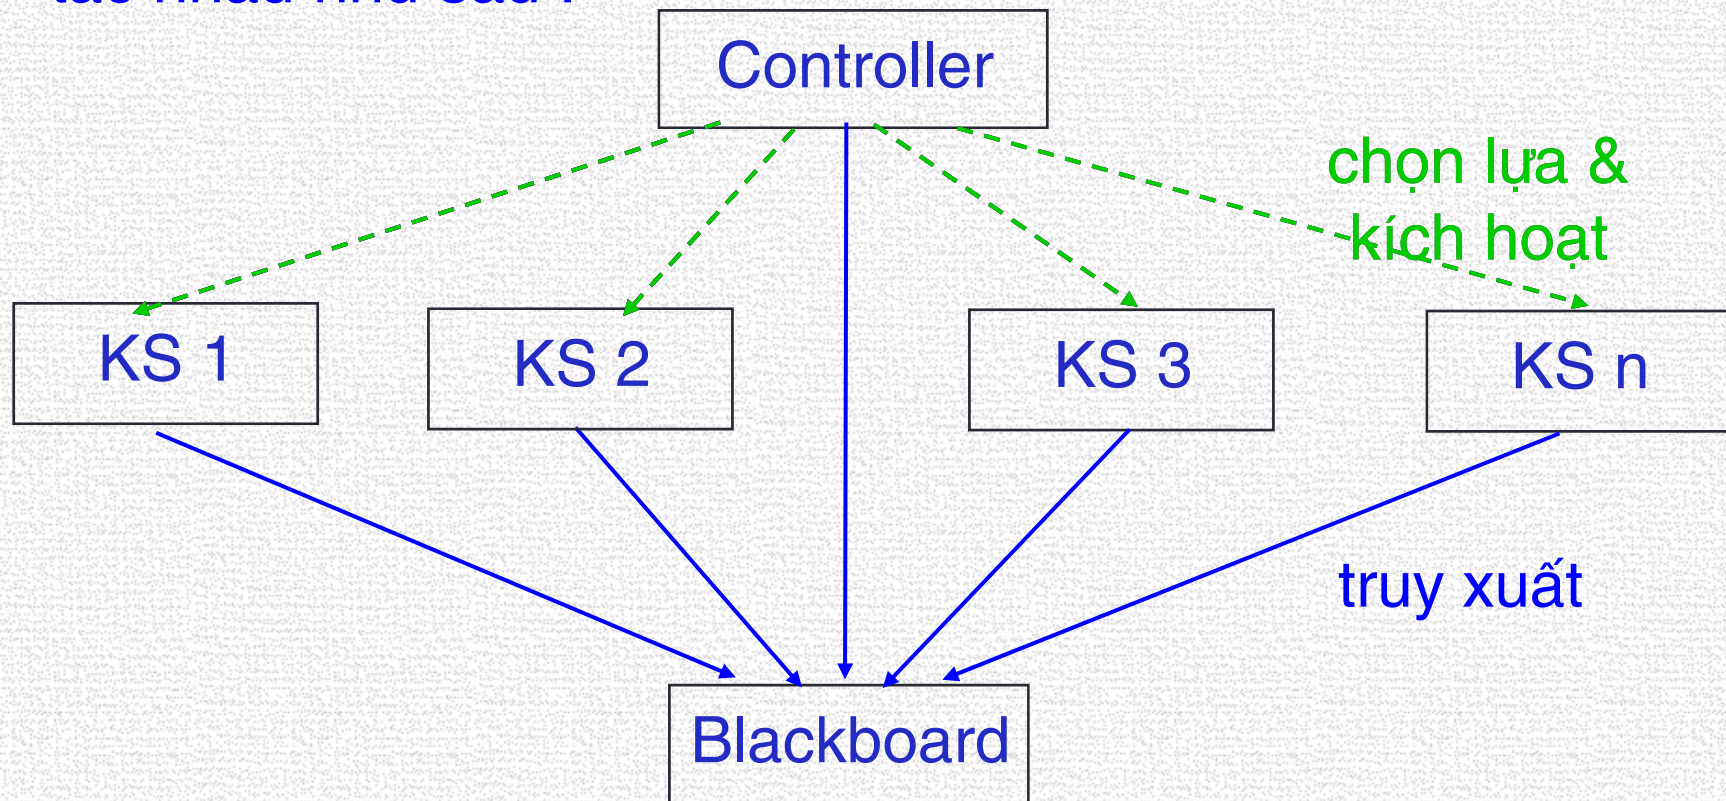 Controller
chọn lựa &
kích hoạt
KS 1
KS 2
KS 3
KS n
truy xuất
Blackboard